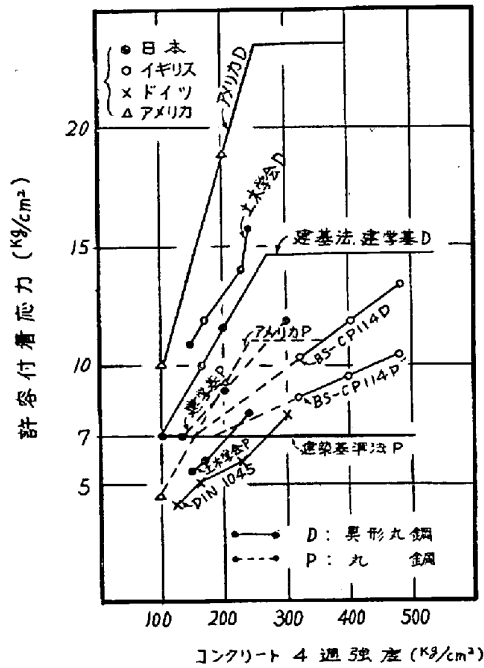 日本
イギリス
ドイツ
アメリカ
アメリカD
土木学会D
建基法.建学基D
アメリカP
建学基P
BS-CP114D
BS-CP114P
土木学会P
建築基準法P
DIN 1045
D: 異形丸鋼
P: 丸鋼
20
15
10
7
5
許容付着応力 (Kg/cm²)
100 200 300 400 500
コンクリート4週強度(Kg/cm²)